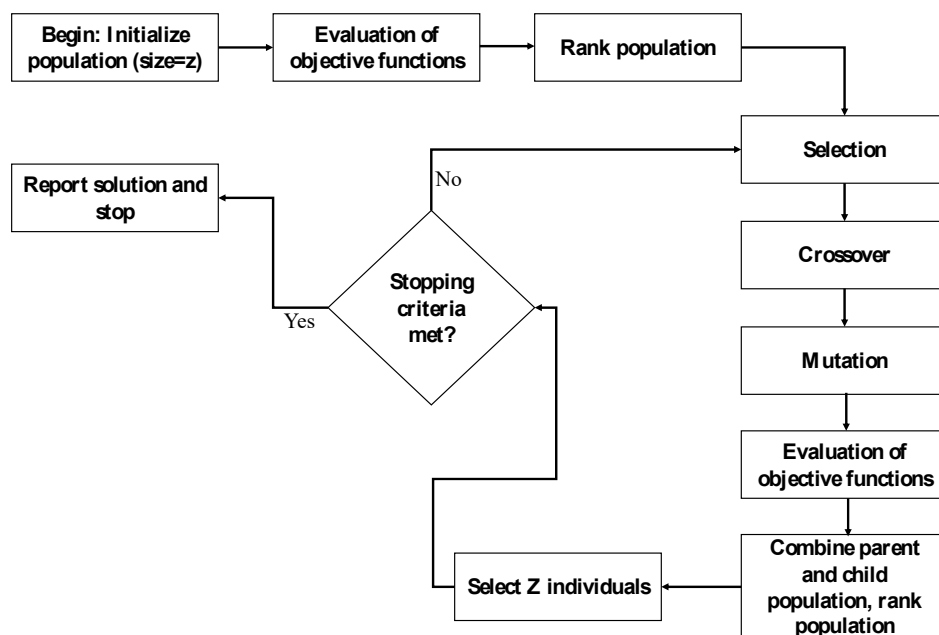 Begin: Initialize
population (size=z)
Evaluation of
objective functions
Rank population
Selection
Crossover
Mutation
Evaluation of
objective functions
Combine parent
and child
population, rank
population
Select Z individuals
Stopping
criteria
met?
No
Yes
Report solution and
stop